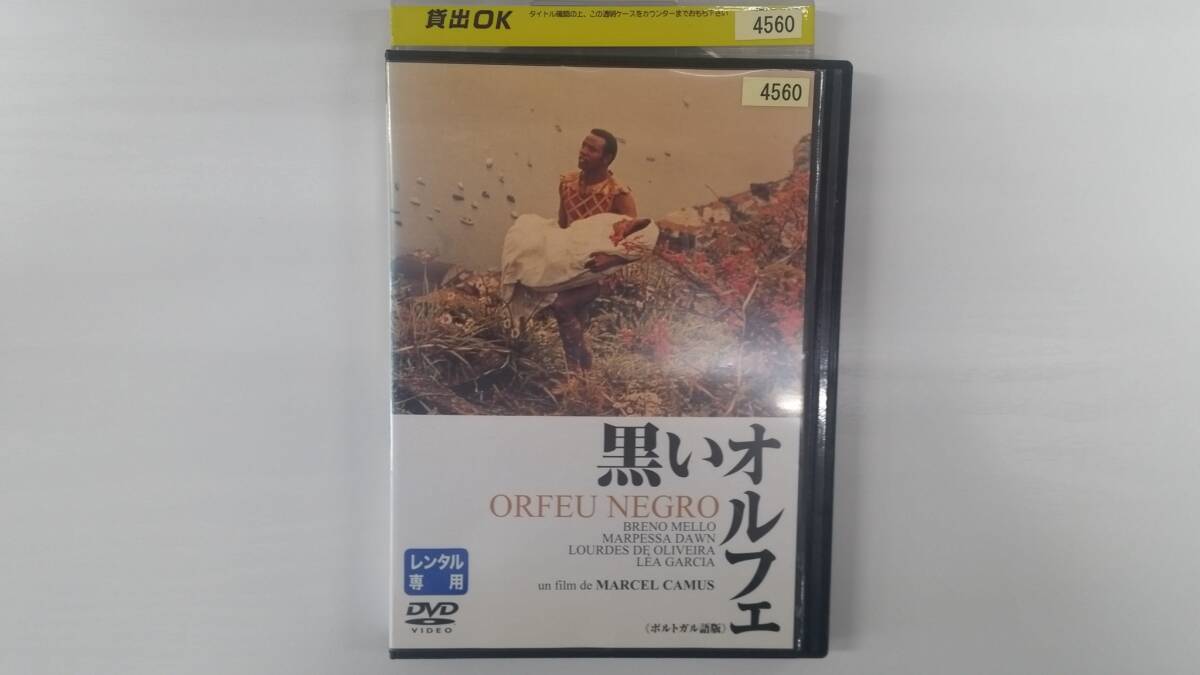 貸出OK
タイトル確認の上、この透明ケースをカウンターまでおもち下さい
4560
4560
黒いオルフェ
ORFEU NEGRO
BRENO MELLO
MARPESSA DAWN
LOURDES DE OLIVEIRA
LÉA GARCIA
un film de MARCEL CAMUS
レンタル
専用
DVD
VIDEO
(ポルトガル語版)